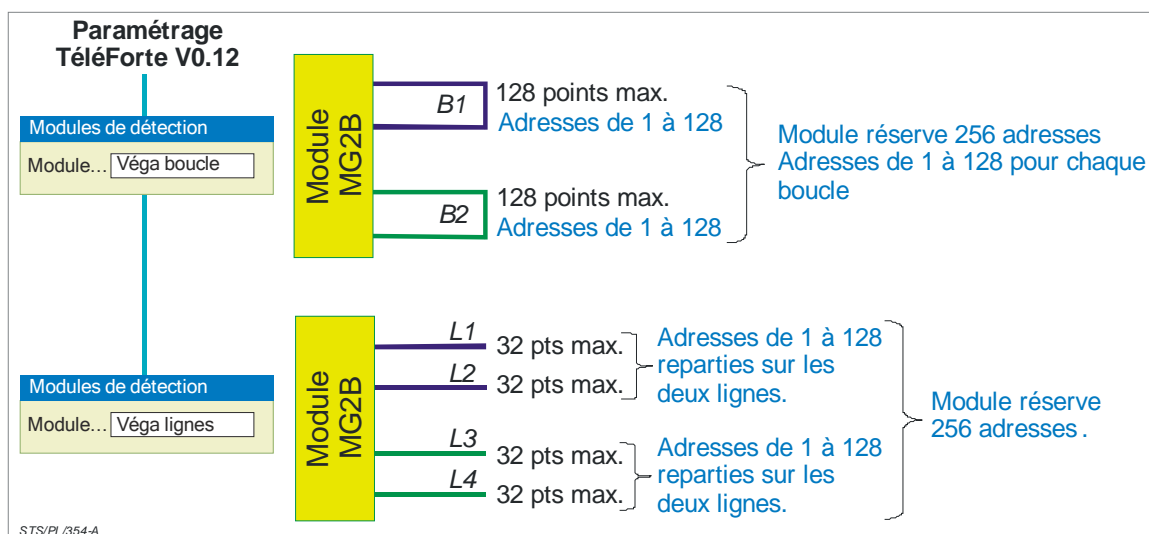 Paramétrage
TéléForte V0.12
Modules de détection
Module... Véga boucle
Module MG2B
B1
128 points max.
Adresses de 1 à 128
B2
128 points max.
Adresses de 1 à 128
Module réserve 256 adresses
Adresses de 1 à 128 pour chaque
boucle
Modules de détection
Module... Véga lignes
Module MG2B
L1
32 pts max.
L2
32 pts max.
Adresses de 1 à 128
reparties sur les
deux lignes.
L3
32 pts max.
L4
32 pts max.
Adresses de 1 à 128
reparties sur les
deux lignes.
Module réserve
256 adresses.
STS/PL/354-A